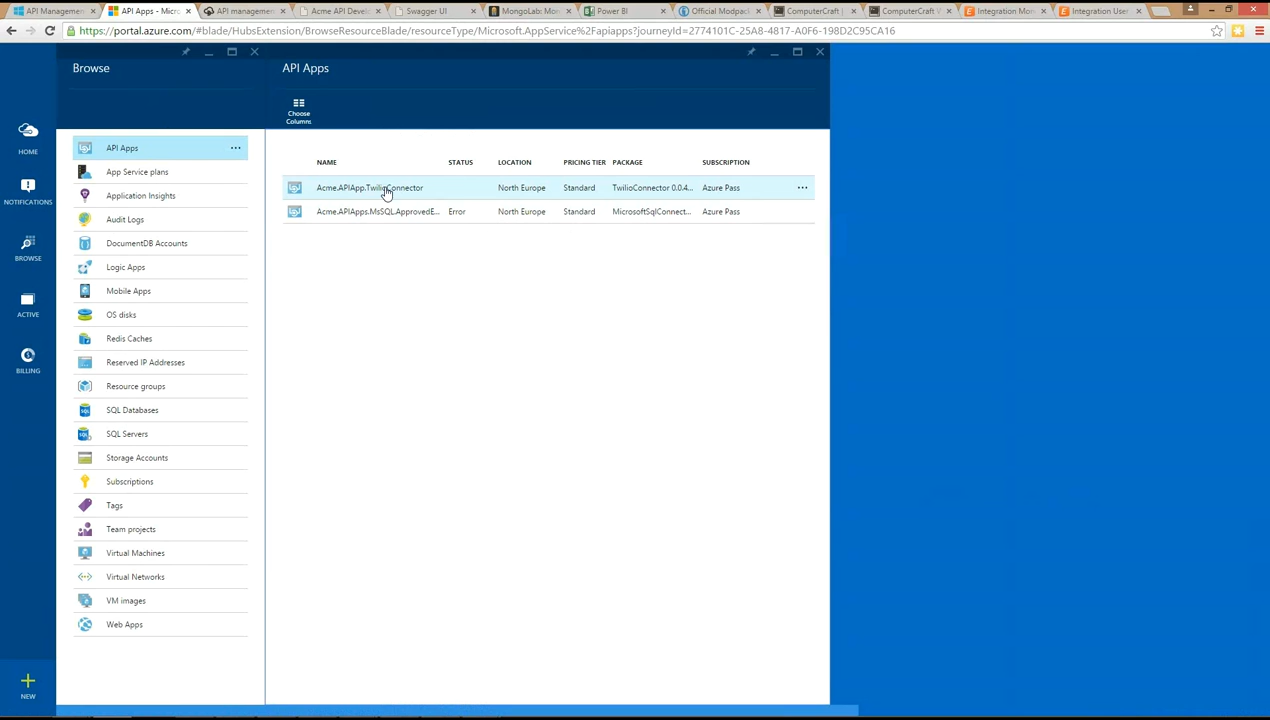 API Managemen
API Apps - Micro
API managemen
Acme API Develo
Swagger UI
MongoLab: Mon
Power BI
Official Modpack
ComputerCraft |
ComputerCraft W
Integration Mon
Integration User
https://portal.azure.com/#blade/HubsExtension/BrowseResourceBlade/resourceType/Microsoft.AppService%2Fapiapps?journeyId=2774101C-25A8-4817-A0F6-198D2C95CA16
Browse
API Apps
Choose
Columns
HOME
NOTIFICATIONS
BROWSE
ACTIVE
BILLING
NEW
API Apps
App Service plans
Application Insights
Audit Logs
DocumentDB Accounts
Logic Apps
Mobile Apps
OS disks
Redis Caches
Reserved IP Addresses
Resource groups
SQL Databases
SQL Servers
Storage Accounts
Subscriptions
Tags
Team projects
Virtual Machines
Virtual Networks
VM images
Web Apps
NAME STATUS LOCATION PRICING TIER PACKAGE SUBSCRIPTION
Acme.APIApp.TwilioConnector North Europe Standard TwilioConnector 0.0.4... Azure Pass
Acme.APIApps.MsSQL.ApprovedE... Error North Europe Standard MicrosoftSqlConnect... Azure Pass